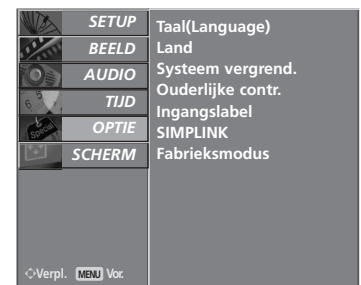 SETUP
BEELD
AUDIO
TIJD
OPTIE
SCHERM
Taal(Language)
Land
Systeem vergrend.
Ouderlijke contr.
Ingangslabel
SIMPLINK
Fabrieksmodus
Verpl. MENU Vor.
Special